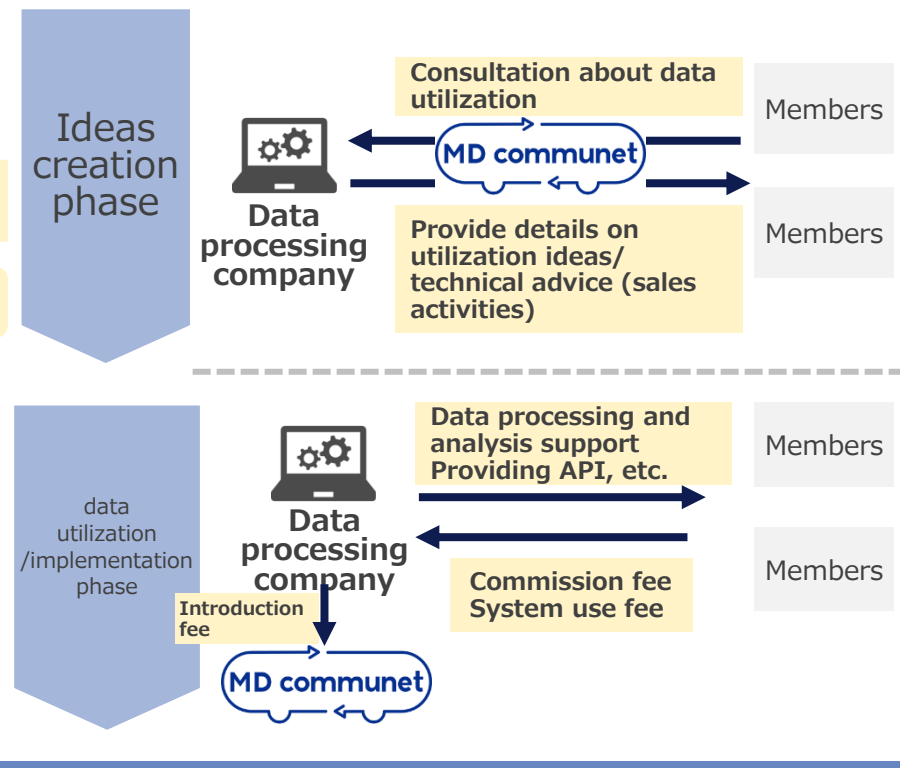 Ideas
creation
phase
Consultation about data
utilization
Members
MD communet
Data
processing
company
Members
Provide details on
utilization ideas/
technical advice (sales
activities)
data
utilization
/implementation
phase
Data processing and
analysis support
Providing API, etc.
Members
Data
processing
company
Members
Commission fee
System use fee
Introduction
fee
MD communet